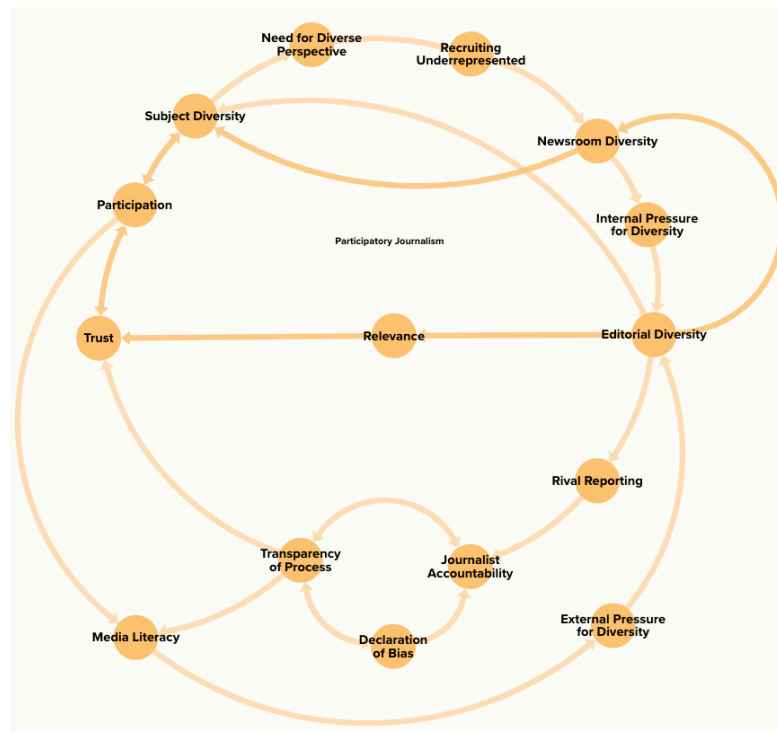 Need for Diverse
Perspective
Recruiting
Underrepresented
Subject Diversity
Newsroom Diversity
Participation
Internal Pressure
for Diversity
Participatory Journalism
Trust
Relevance
Editorial Diversity
Rival Reporting
Transparency
of Process
Journalist
Accountability
Media Literacy
Declaration
of Bias
External Pressure
for Diversity